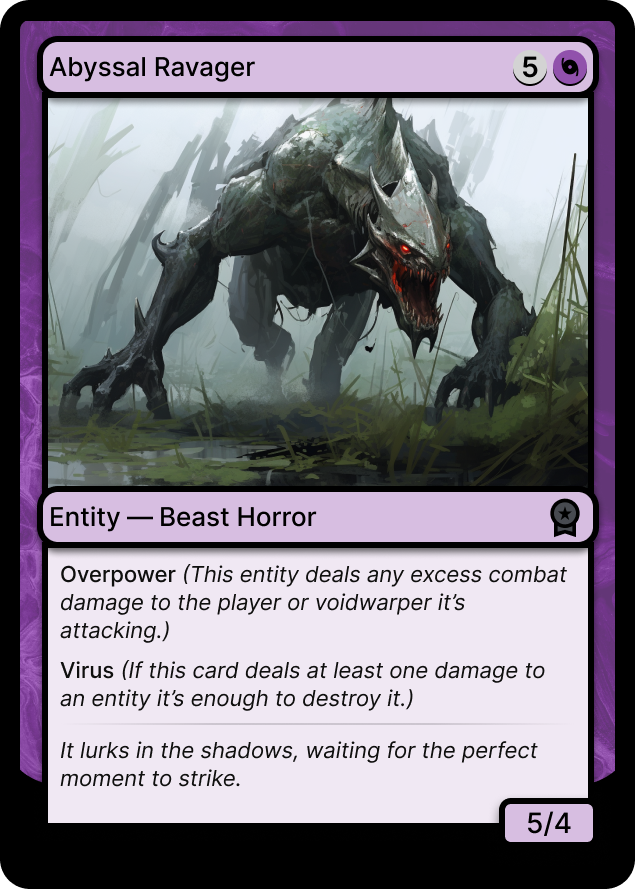 Abyssal Ravager 5
Entity — Beast Horror
Overpower (This entity deals any excess combat
damage to the player or voidwarper it’s
attacking.)
Virus (If this card deals at least one damage to
an entity it’s enough to destroy it.)
It lurks in the shadows, waiting for the perfect
moment to strike.
5/4